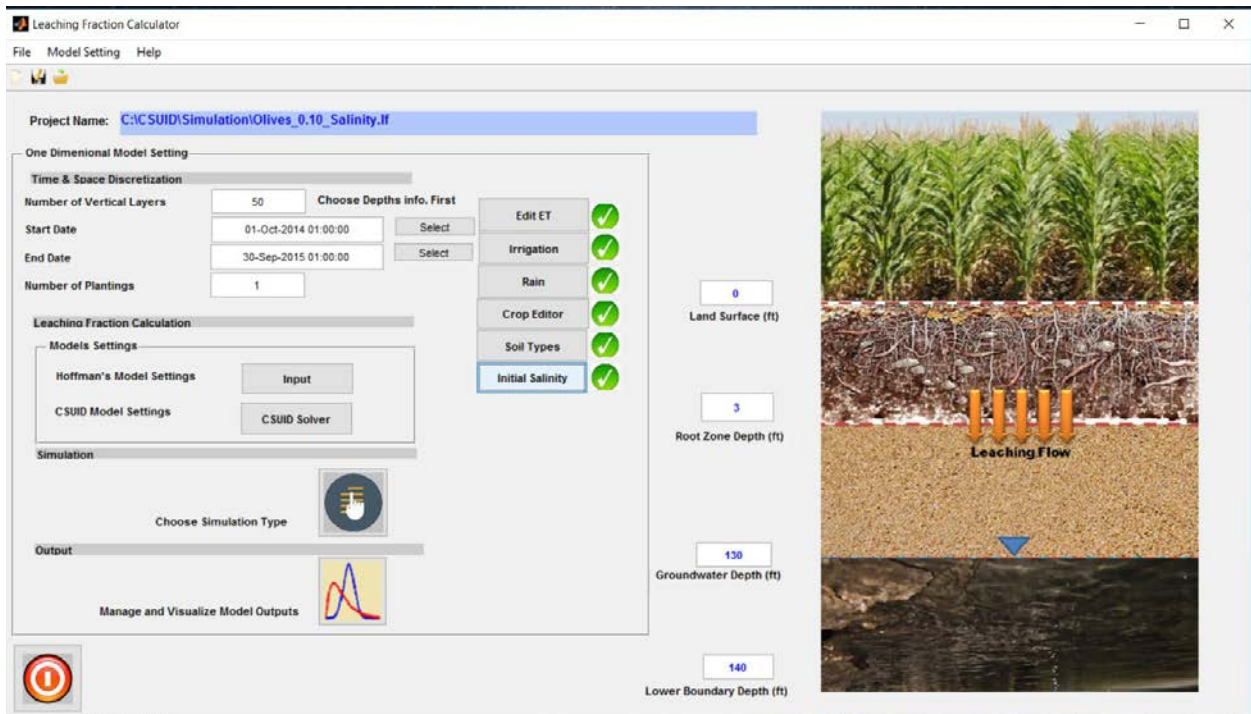 Leaching Fraction Calculator
File Model Setting Help
Project Name: C:\CSUID\Simulation\Olives_0.10_Salinity.lf
One Dimenional Model Setting
Time & Space Discretization
Number of Vertical Layers 50 Choose Depths info. First
Start Date 01-Oct-2014 01:00:00 Select
End Date 30-Sep-2015 01:00:00 Select
Number of Plantings 1
Edit ET
Irrigation
Rain
Crop Editor
Soil Types
Initial Salinity
Leaching Fraction Calculation
Models Settings
Hoffman's Model Settings Input
CSUID Model Settings CSUID Solver
Simulation
Choose Simulation Type
Output
Manage and Visualize Model Outputs
0
Land Surface (ft)
3
Root Zone Depth (ft)
130
Groundwater Depth (ft)
140
Lower Boundary Depth (ft)
Leaching Flow